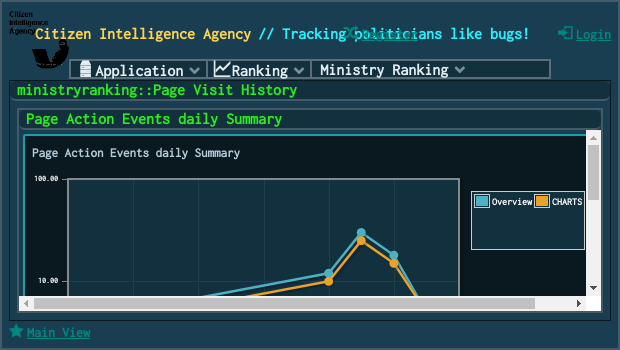 Citizen
Intelligence
Agency
Citizen Intelligence Agency // Tracking politicians like bugs!
Register
Login
Application
Ranking
Ministry Ranking
ministryranking::Page Visit History
Page Action Events daily Summary
Page Action Events daily Summary
100.00
10.00
Overview
CHARTS
Main View